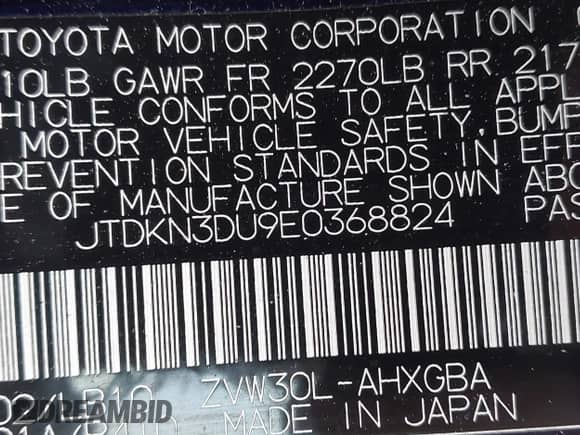 TOYOTA MOTOR CORPORATION
10LB GAWR FR 2270LB RR 217
HICLE CONFORMS TO ALL APPL
MOTOR VEHICLE SAFETY, BUMP
REVENTION STANDARDS IN EFF
E OF MANUFACTURE SHOWN ABO
JTDKN3DU9E0368824 PAS
ZVW30L-AHXGBA
MADE IN JAPAN
DREAMBID